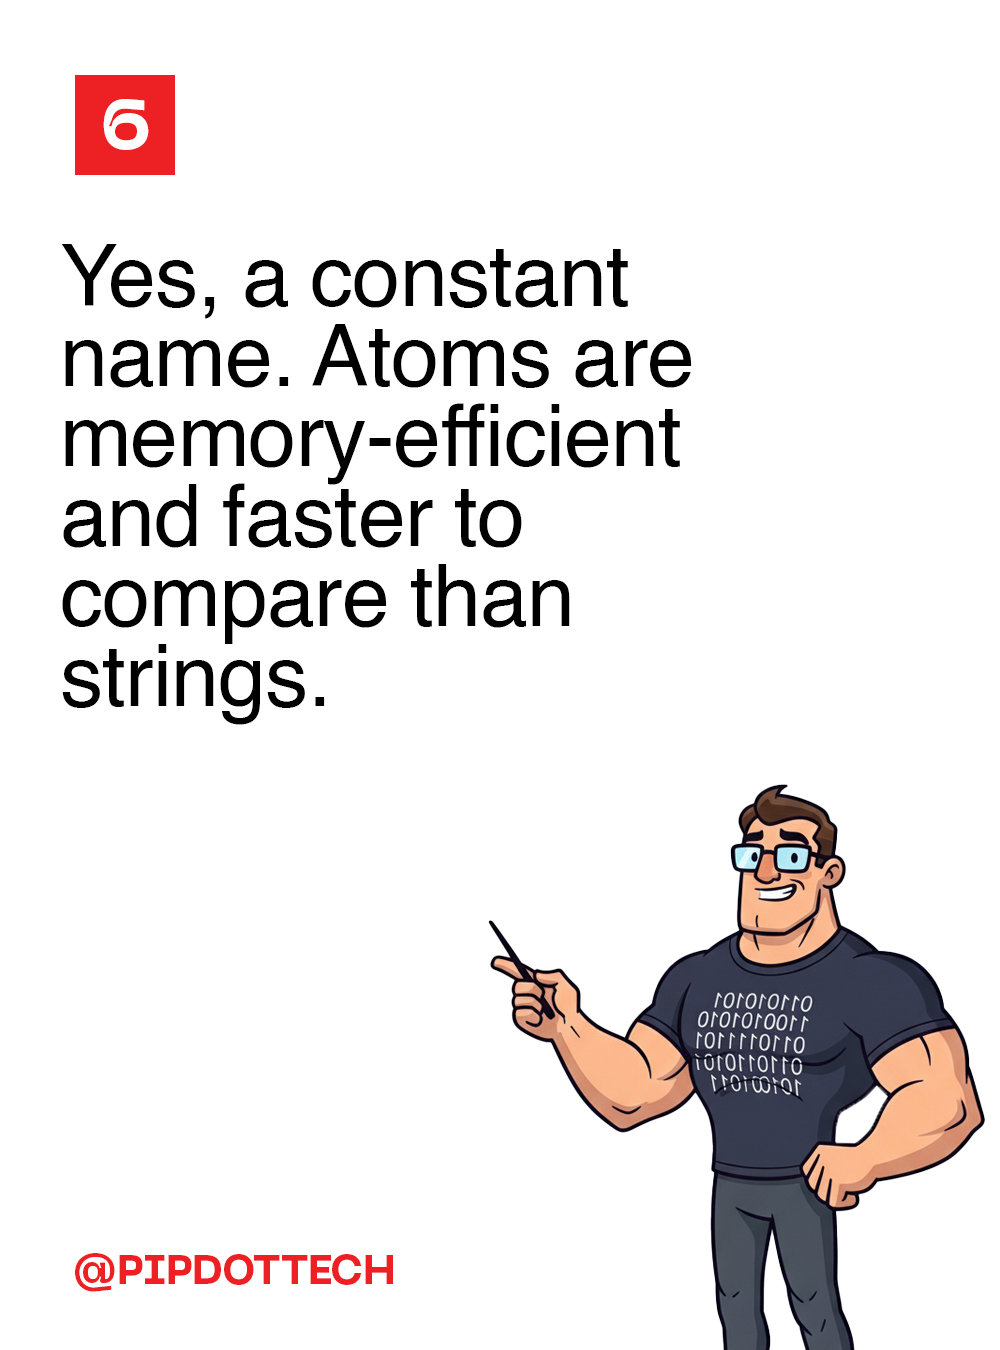 6
Yes, a constant
name. Atoms are
memory-efficient
and faster to
compare than
strings.
@PIPDOTTECH